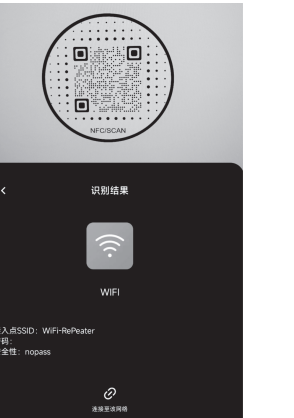 NFC/SCAN
识别结果
WIFI
入点SSID：WiFi-RePeater
码：
全性：nopass
连接至该网络